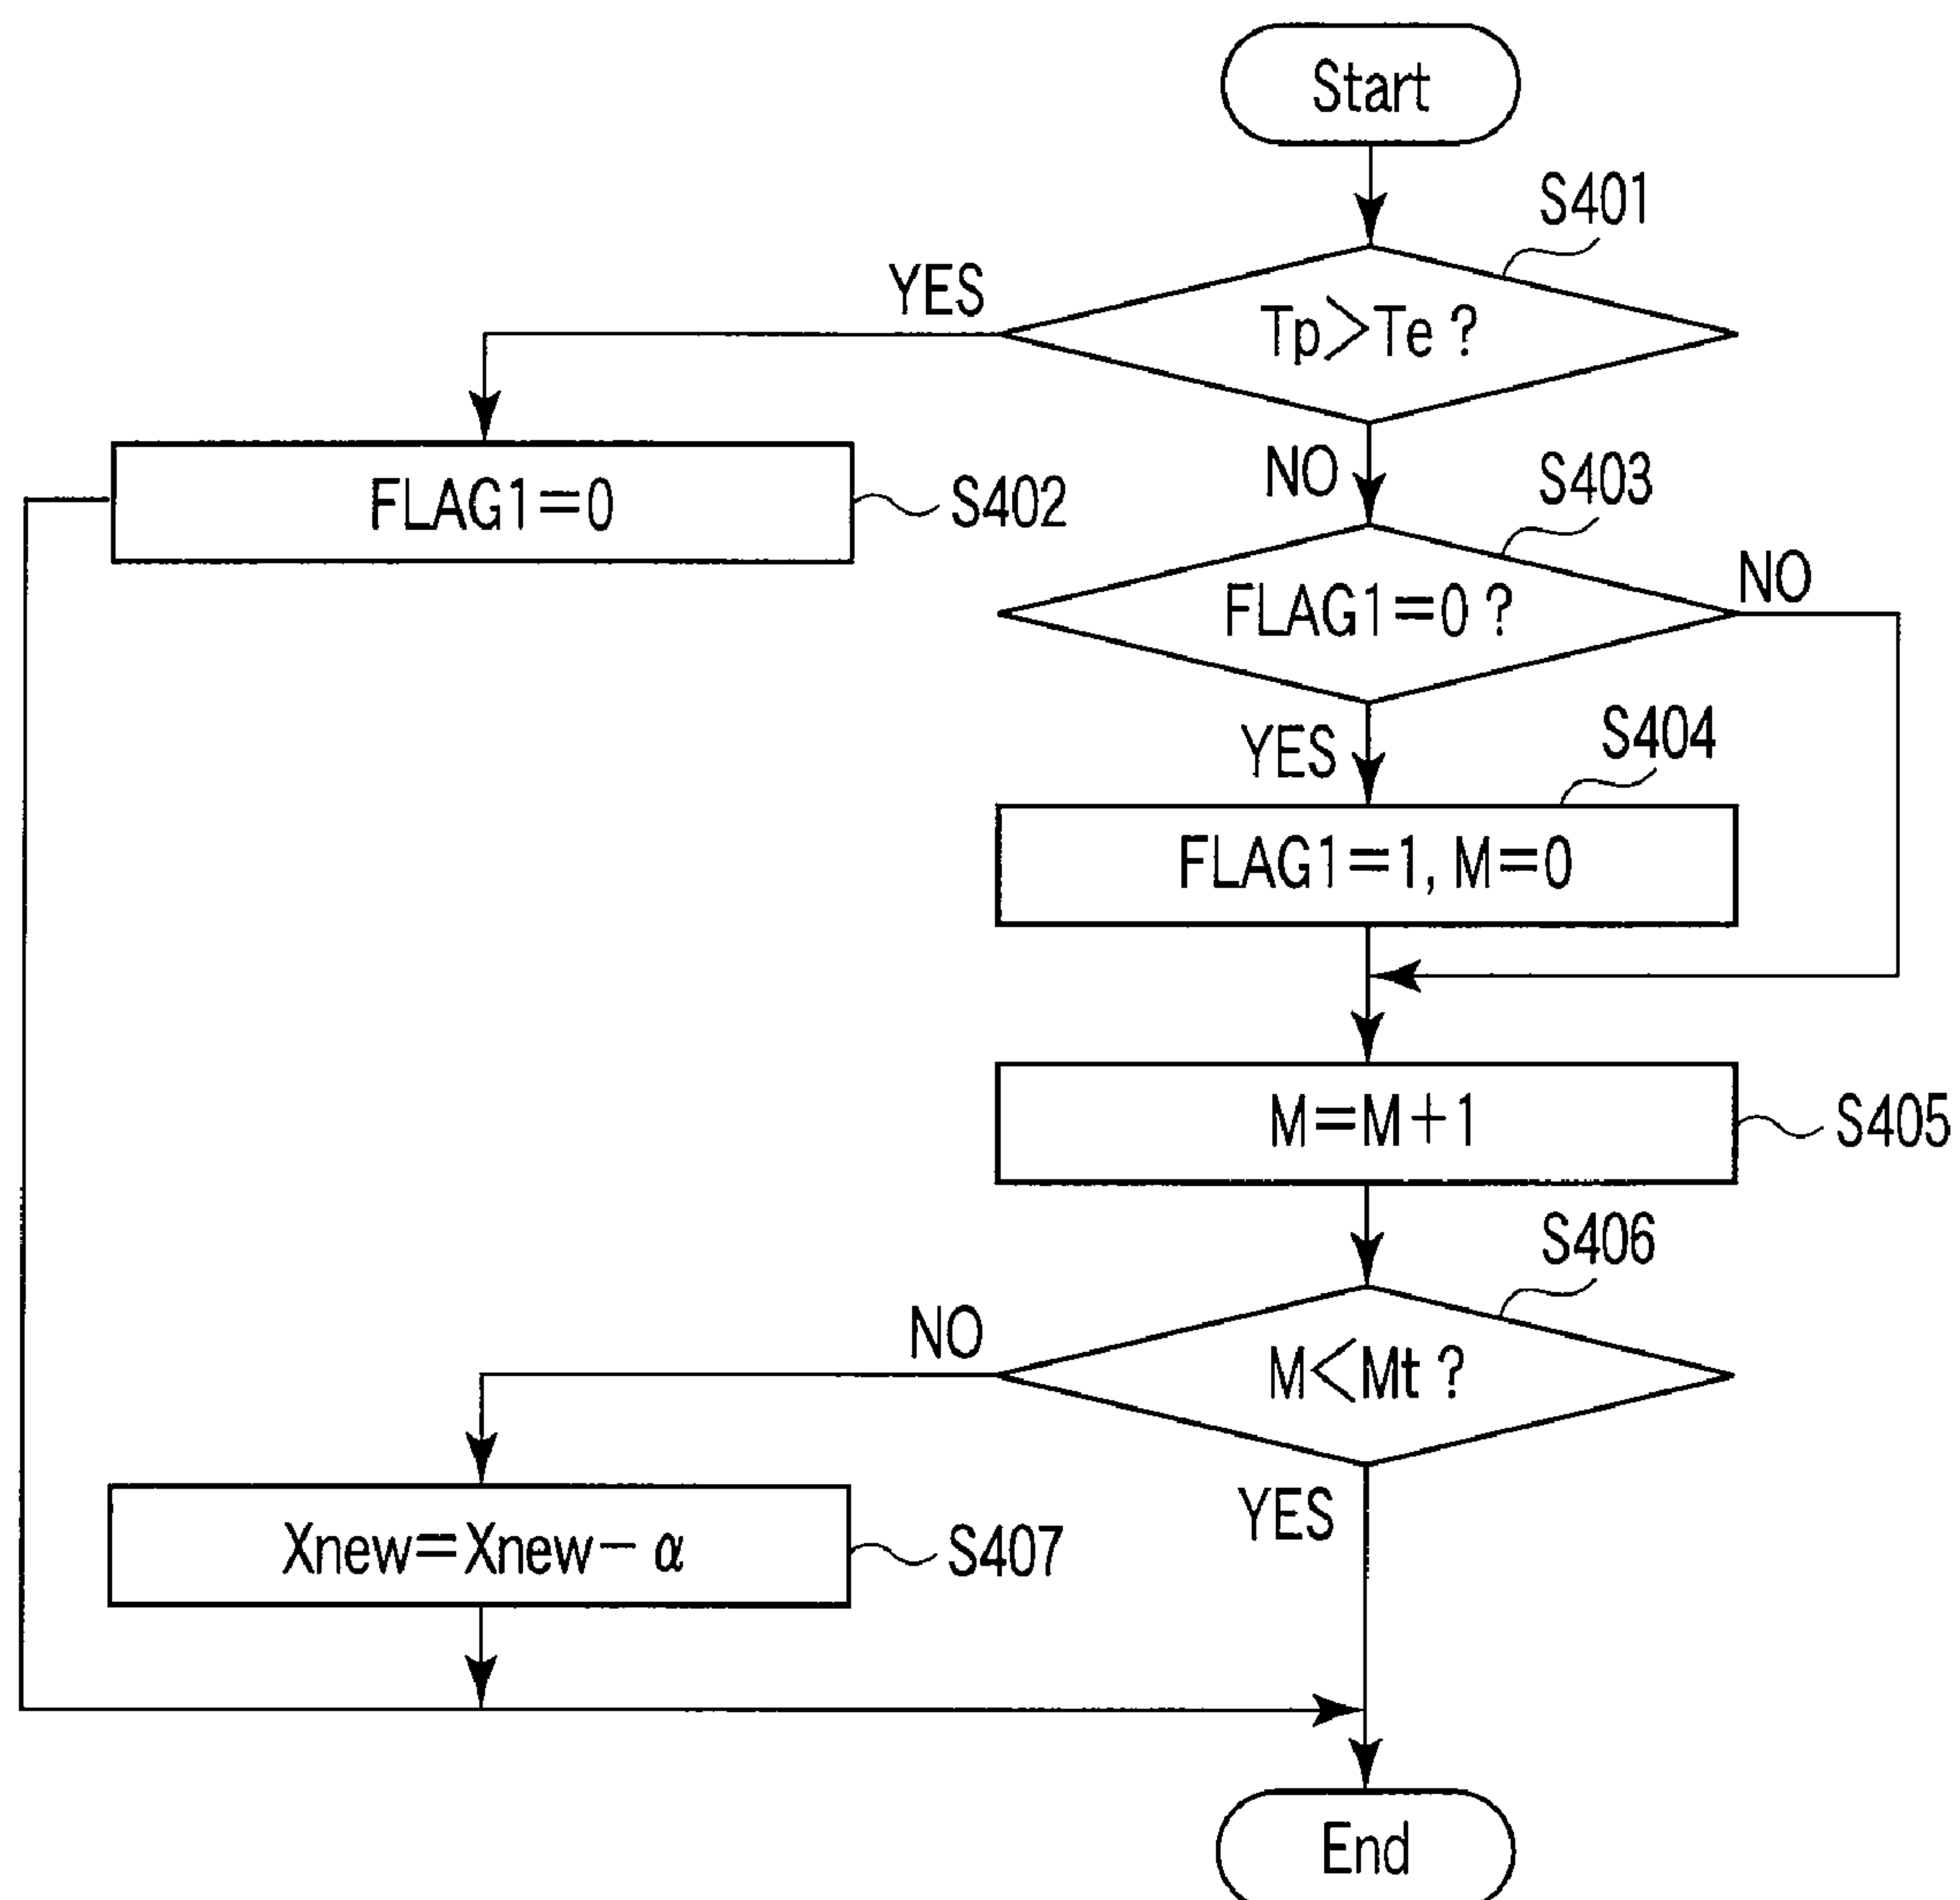 Start
S401
YES
Tp>Te ?
NO
S403
FLAG1=0
S402
FLAG1=0 ?
NO
YES
S404
FLAG1=1, M=0
M=M+1
S405
S406
NO
M<Mt ?
YES
Xnew=Xnew-α
S407
End